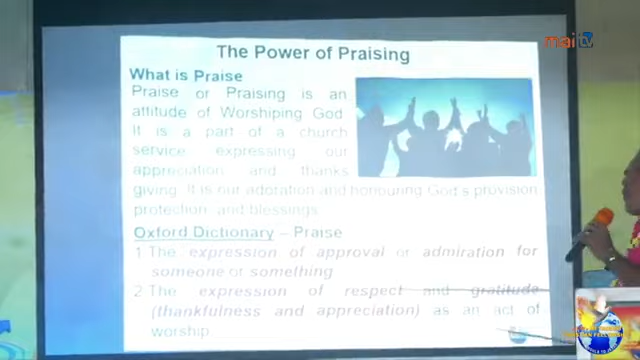 The Power of Praising
mai tv
What is Praise
Praise or Praising is an
attitude of Worshiping God.
It is a part of a church
service expressing our
appreciation and thanks
giving. It is our adoration and honouring God's provision
protection and blessings.
Oxford Dictionary – Praise
1 The expression of approval or admiration for
someone or something
2 The expression of respect and gratitude
(thankfulness and appreciation) as an act of
worship